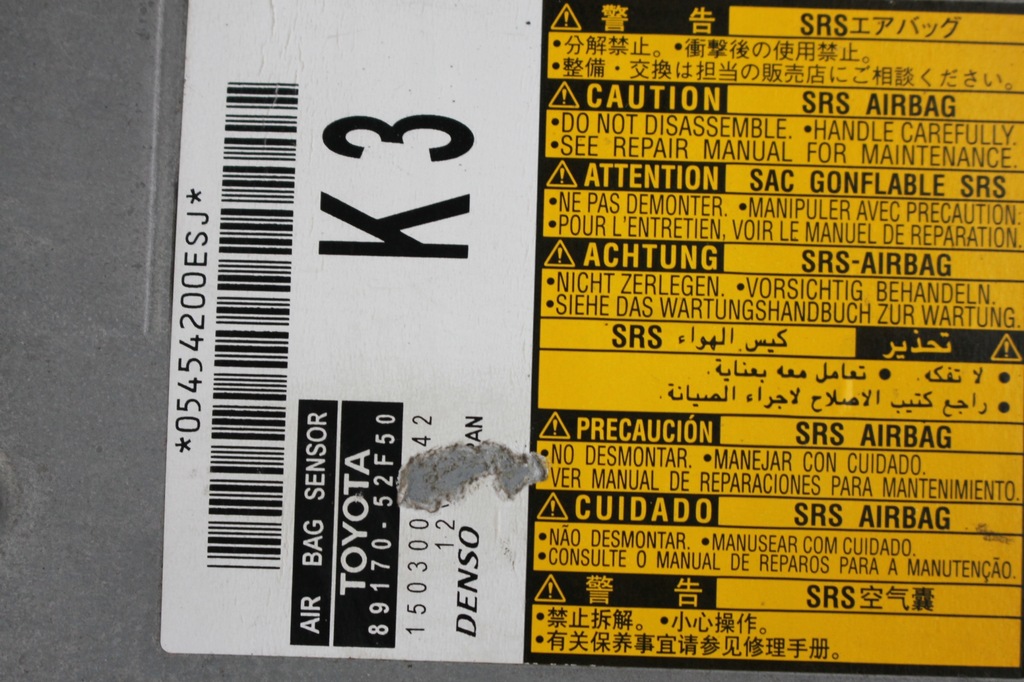 *05454200ESJ*
K3
AIR BAG SENSOR
TOYOTA
89170-52F50
150300 42
12
DENSO
警告 SRSエアバッグ
•分解禁止。 •衝撃後の使用禁止。
•整備・交換は担当の販売店にご相談ください。
CAUTION SRS AIRBAG
•DO NOT DISASSEMBLE. •HANDLE CAREFULLY.
•SEE REPAIR MANUAL FOR MAINTENANCE.
ATTENTION SAC GONFLABLE SRS
•NE PAS DEMONTER. •MANIPULER AVEC PRECAUTION:
•POUR L'ENTRETIEN, VOIR LE MANUEL DE REPARATION.
ACHTUNG SRS-AIRBAG
•NICHT ZERLEGEN. •VORSICHTIG BEHANDELN.
•SIEHE DAS WARTUNGSHANDBUCH ZUR WARTUNG.
تحذير كيس الهواء SRS
• لا تفكه. • تعامل معه بعناية.
• راجع كتيب الاصلاح لاجراء الصيانة.
PRECAUCIÓN SRS AIRBAG
•NO DESMONTAR. •MANEJAR CON CUIDADO.
VER MANUAL DE REPARACIONES PARA MANTENIMIENTO.
CUIDADO SRS AIRBAG
•NÃO DESMONTAR. •MANUSEAR COM CUIDADO.
•CONSULTE O MANUAL DE REPAROS PARA A MANUTENÇÃO.
警告 SRS空气囊
•禁止拆解。 •小心操作。
•有关保养事宜请参见修理手册。